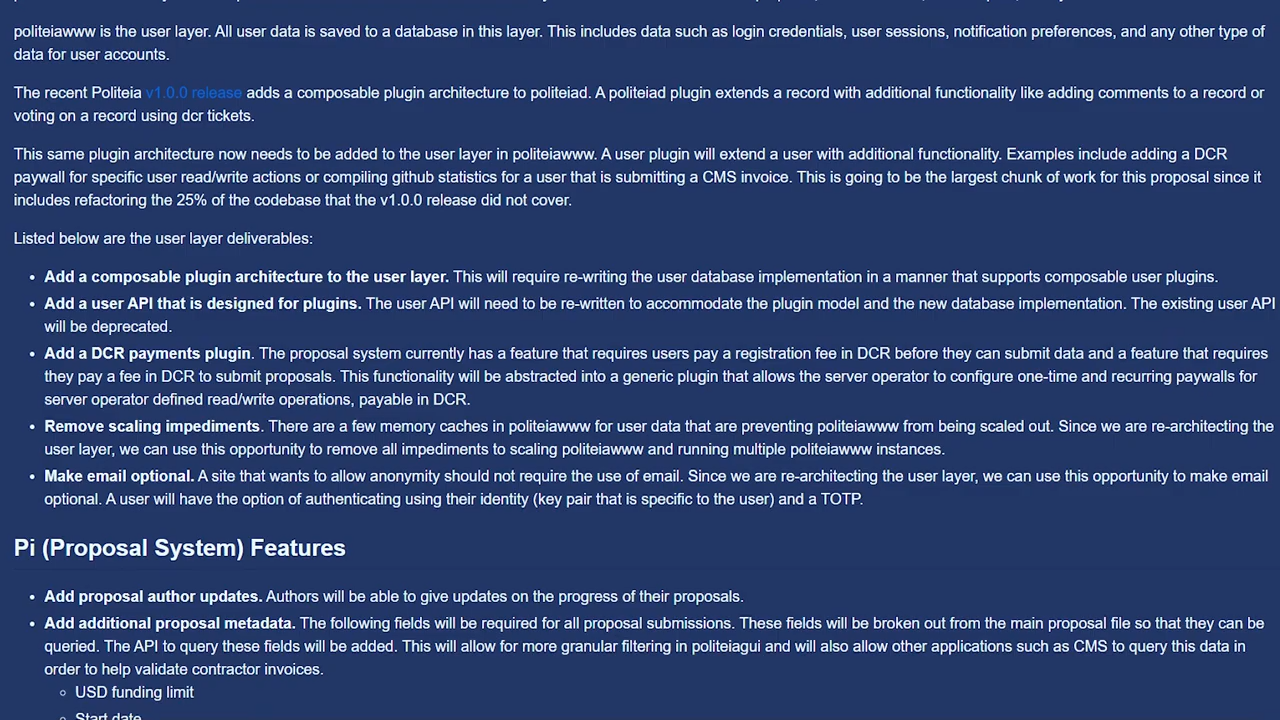 politeiawww is the user layer. All user data is saved to a database in this layer. This includes data such as login credentials, user sessions, notification preferences, and any other type of
data for user accounts.
The recent Politeia v1.0.0 release adds a composable plugin architecture to politeiad. A politeiad plugin extends a record with additional functionality like adding comments to a record or
voting on a record using dcr tickets.
This same plugin architecture now needs to be added to the user layer in politeiawww. A user plugin will extend a user with additional functionality. Examples include adding a DCR
paywall for specific user read/write actions or compiling github statistics for a user that is submitting a CMS invoice. This is going to be the largest chunk of work for this proposal since it
includes refactoring the 25% of the codebase that the v1.0.0 release did not cover.
Listed below are the user layer deliverables:
• Add a composable plugin architecture to the user layer. This will require re-writing the user database implementation in a manner that supports composable user plugins.
• Add a user API that is designed for plugins. The user API will need to be re-written to accommodate the plugin model and the new database implementation. The existing user API
will be deprecated.
• Add a DCR payments plugin. The proposal system currently has a feature that requires users pay a registration fee in DCR before they can submit data and a feature that requires
they pay a fee in DCR to submit proposals. This functionality will be abstracted into a generic plugin that allows the server operator to configure one-time and recurring paywalls for
server operator defined read/write operations, payable in DCR.
• Remove scaling impediments. There are a few memory caches in politeiawww for user data that are preventing politeiawww from being scaled out. Since we are re-architecting the
user layer, we can use this opportunity to remove all impediments to scaling politeiawww and running multiple politeiawww instances.
• Make email optional. A site that wants to allow anonymity should not require the use of email. Since we are re-architecting the user layer, we can use this opportunity to make email
optional. A user will have the option of authenticating using their identity (key pair that is specific to the user) and a TOTP.
Pi (Proposal System) Features
• Add proposal author updates. Authors will be able to give updates on the progress of their proposals.
• Add additional proposal metadata. The following fields will be required for all proposal submissions. These fields will be broken out from the main proposal file so that they can be
queried. The API to query these fields will be added. This will allow for more granular filtering in politeiagui and will also allow other applications such as CMS to query this data in
order to help validate contractor invoices.
◦ USD funding limit
◦ Start date